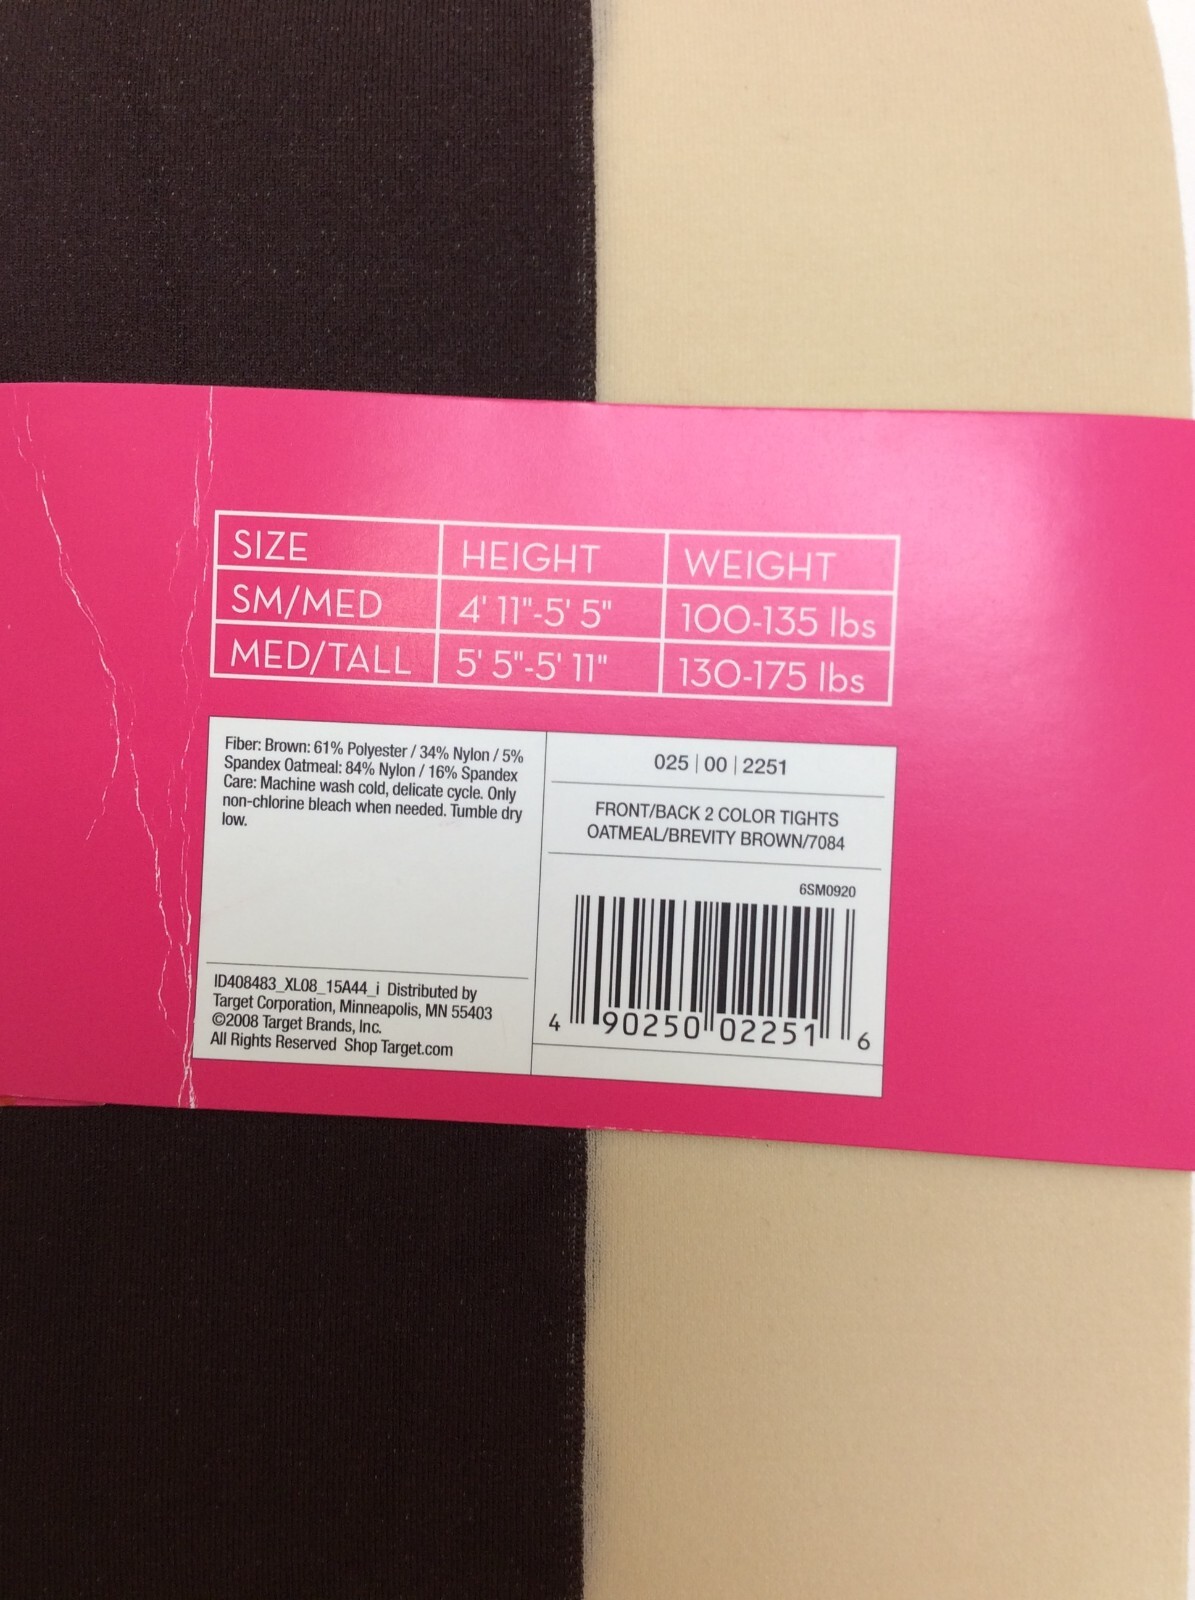 SIZE HEIGHT WEIGHT
SM/MED 4' 11"-5' 5" 100-135 lbs
MED/TALL 5' 5"-5' 11" 130-175 lbs
Fiber: Brown: 61% Polyester / 34% Nylon / 5%
Spandex Oatmeal: 84% Nylon / 16% Spandex
Care: Machine wash cold, delicate cycle. Only
non-chlorine bleach when needed. Tumble dry
low.
ID408483_XL08_15A44_i Distributed by
Target Corporation, Minneapolis, MN 55403
©2008 Target Brands, Inc.
All Rights Reserved Shop Target.com
025 | 00 | 2251
FRONT/BACK 2 COLOR TIGHTS
OATMEAL/BREVITY BROWN/7084
6SM0920
4 90250 02251 6